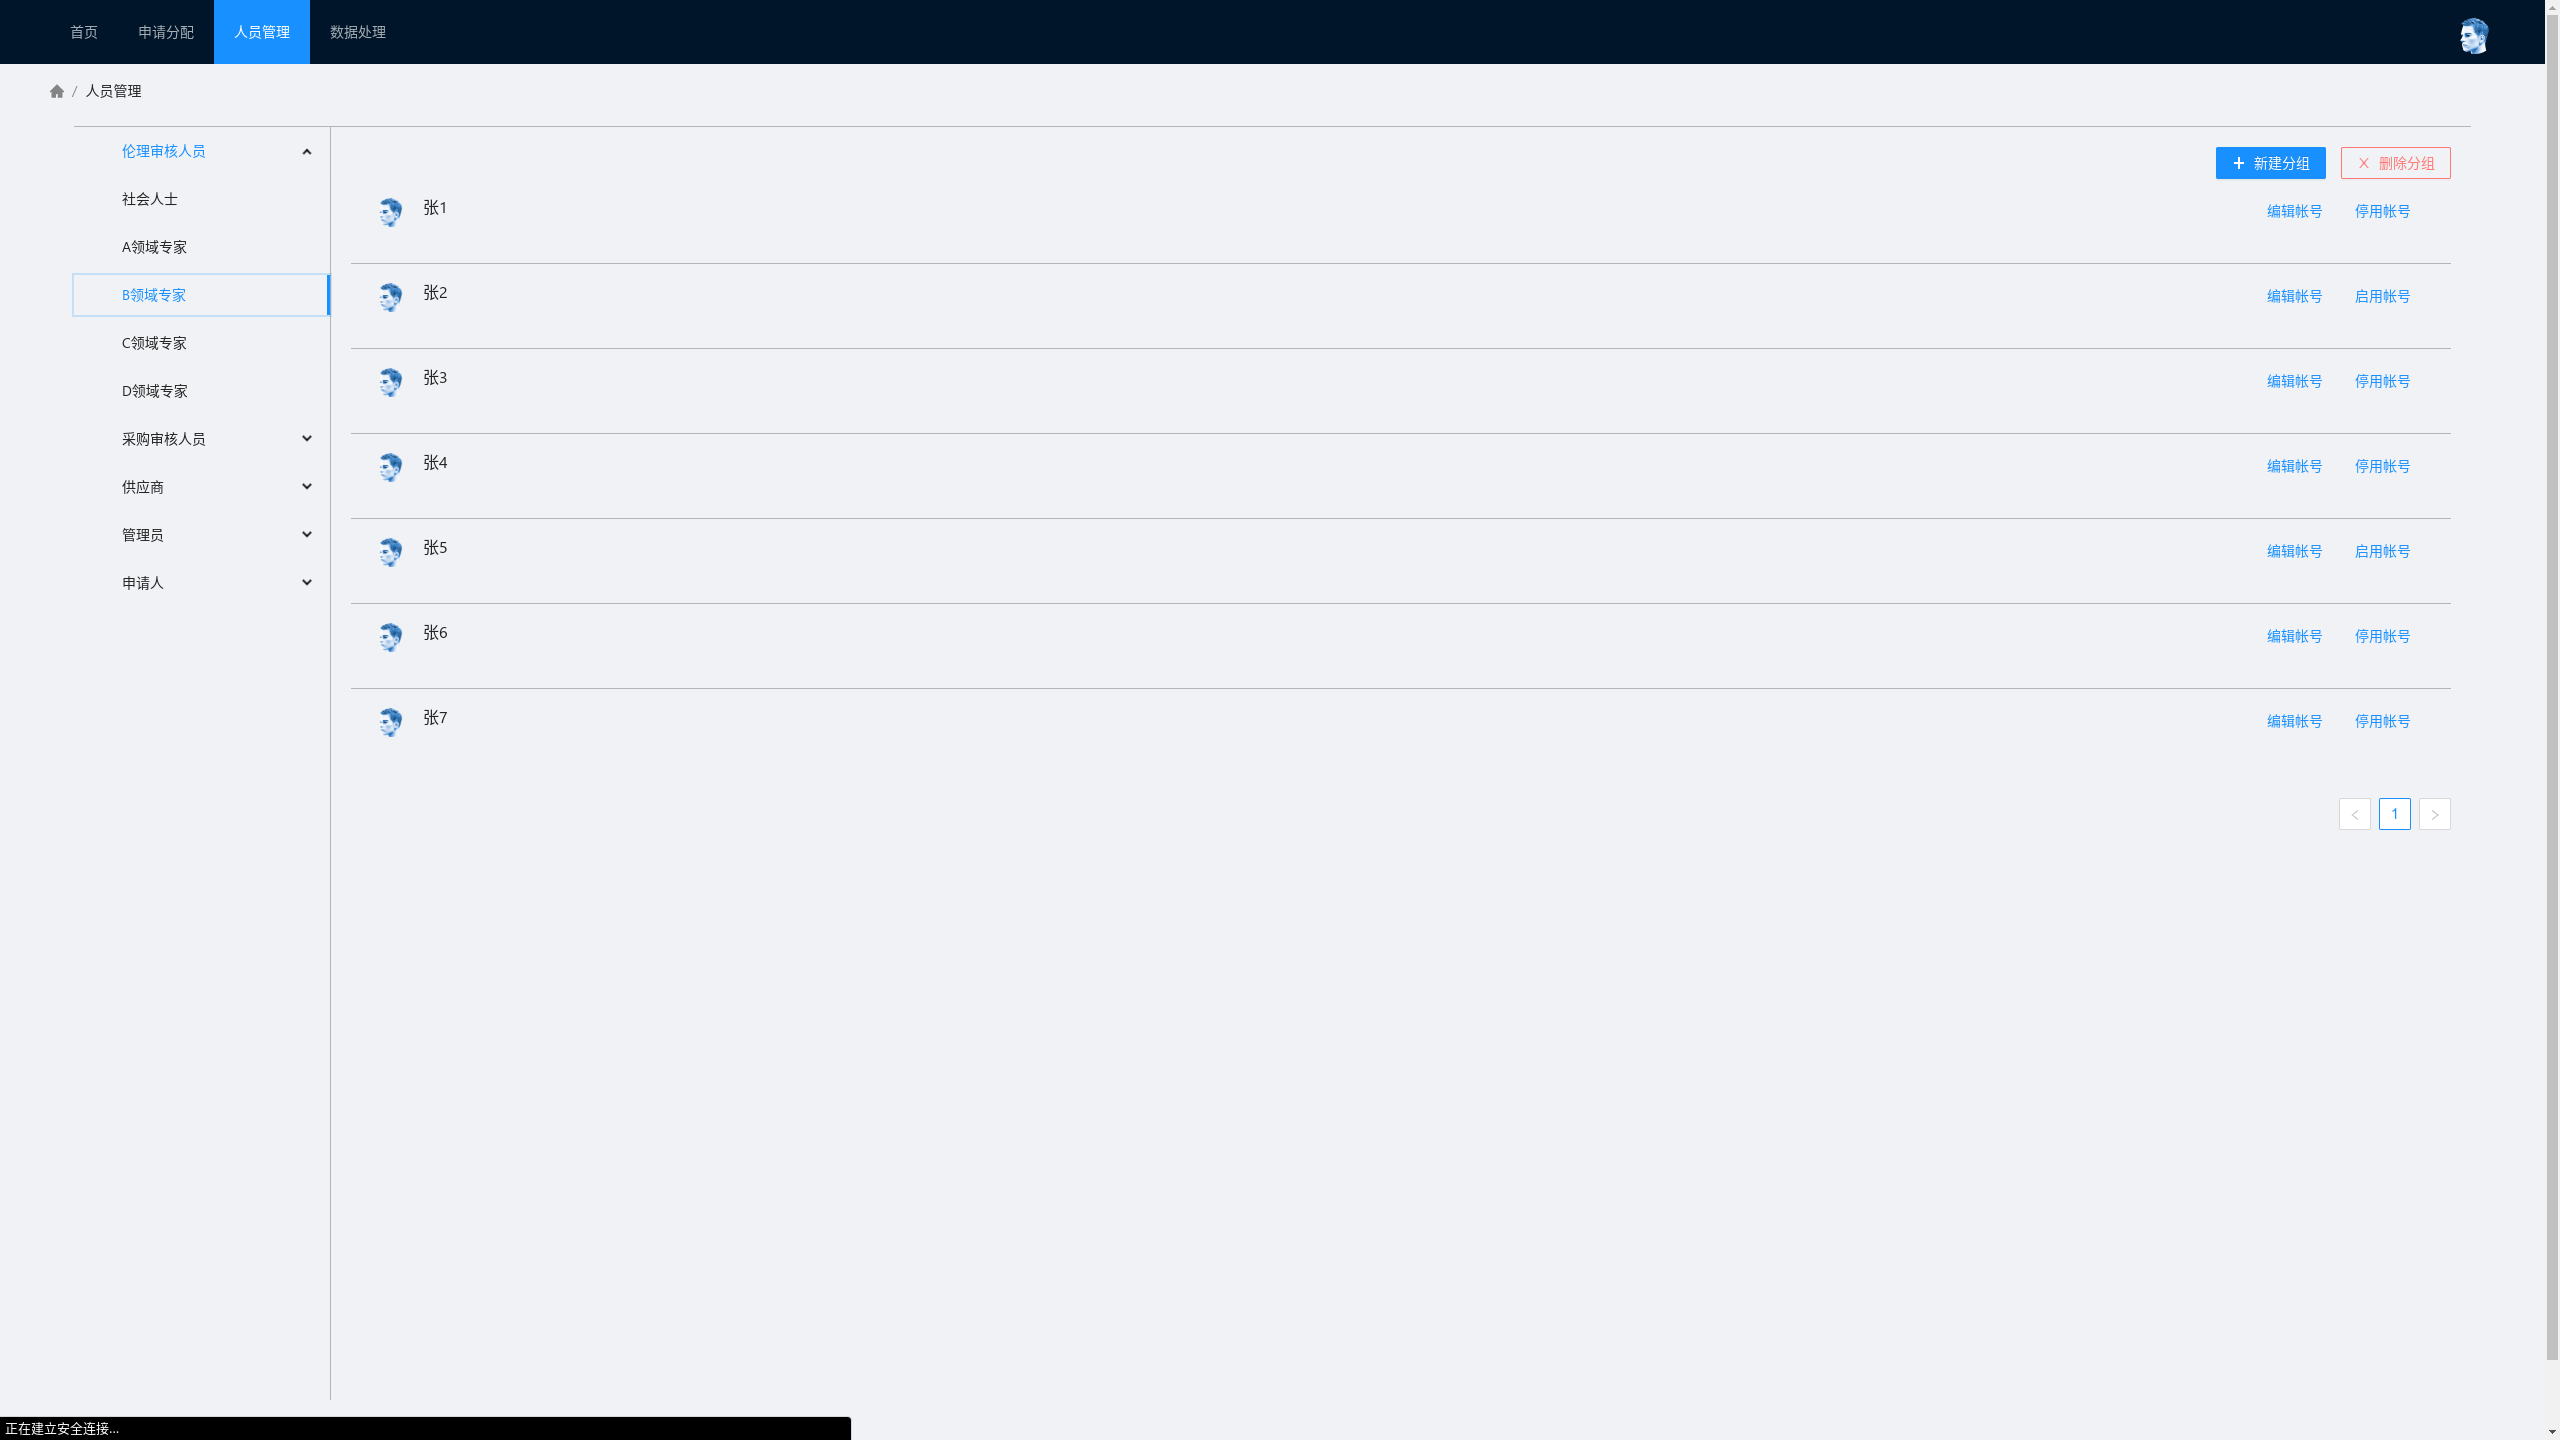 首页 申请分配 人员管理 数据处理
/ 人员管理
伦理审核人员
社会人士
A领域专家
B领域专家
C领域专家
D领域专家
采购审核人员
供应商
管理员
申请人
新建分组 删除分组
张1 编辑帐号 停用帐号
张2 编辑帐号 启用帐号
张3 编辑帐号 停用帐号
张4 编辑帐号 停用帐号
张5 编辑帐号 启用帐号
张6 编辑帐号 停用帐号
张7 编辑帐号 停用帐号
1
正在建立安全连接...